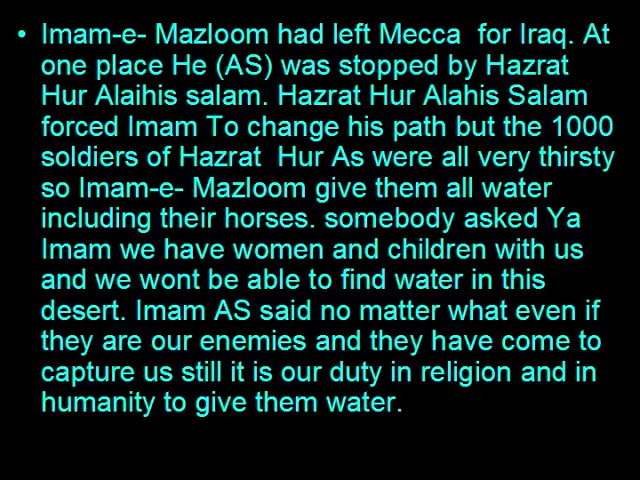 • Imam-e- Mazloom had left Mecca  for Iraq. At
one place He (AS) was stopped by Hazrat
Hur Alaihis salam. Hazrat Hur Alahis Salam
forced Imam To change his path but the 1000
soldiers of Hazrat  Hur As were all very thirsty
so Imam-e- Mazloom give them all water
including their horses. somebody asked Ya
Imam we have women and children with us
and we wont be able to find water in this
desert. Imam AS said no matter what even if
they are our enemies and they have come to
capture us still it is our duty in religion and in
humanity to give them water.